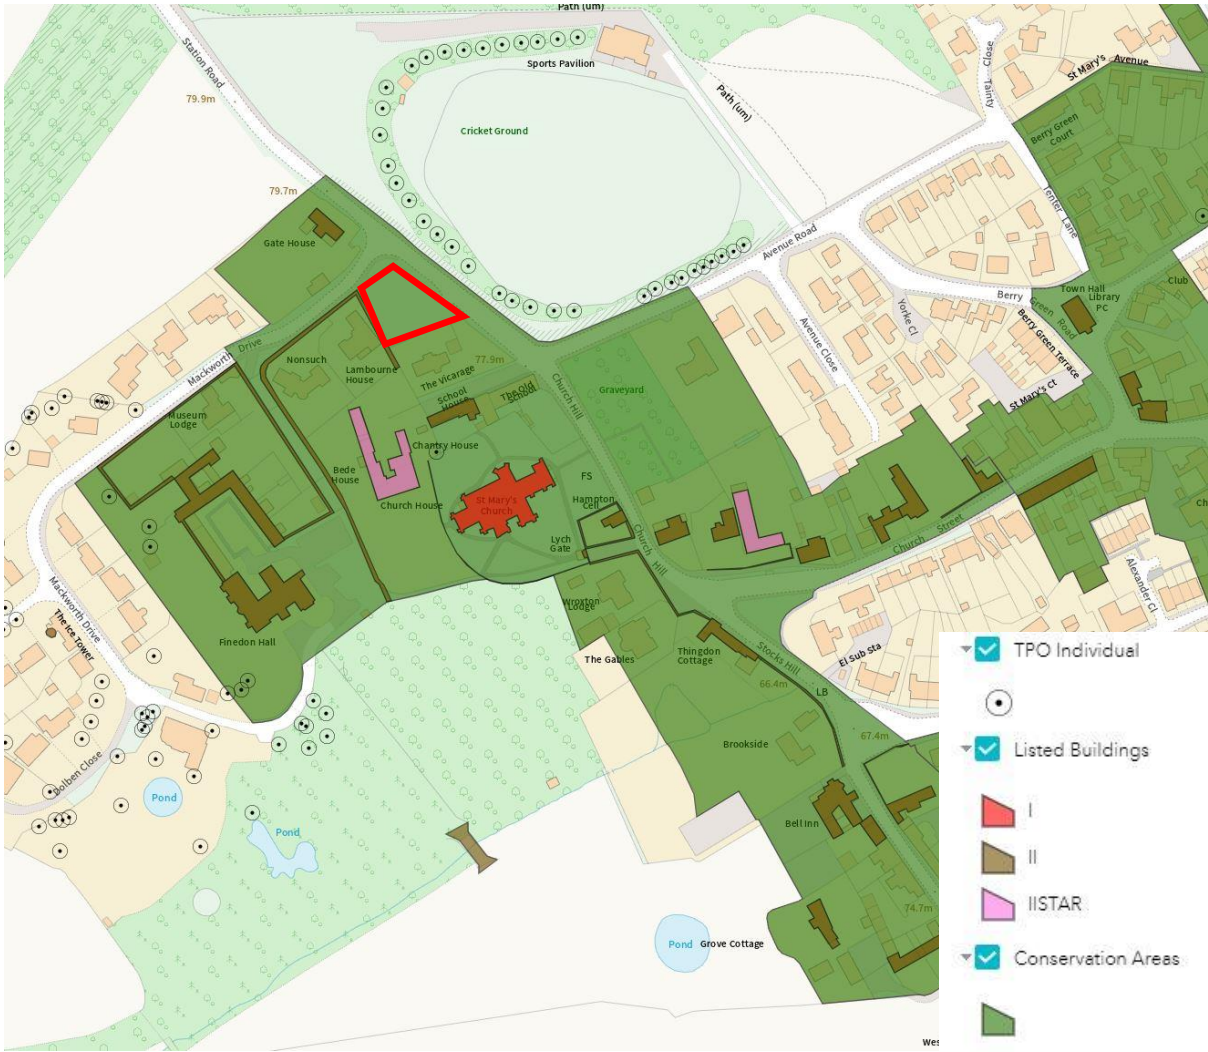 Path (um)
Station Road
Sports Pavilion
79.9m
Path (um)
Cricket Ground
Tainty
Close
St Mary's
Avenue
Berry Green
Court
79.7m
Tenter Lane
Gate House
Avenue Road
Town Hall
Library
PC
Club
Berry
Green
Road
Yorke Cl
Avenue Close
Berry Green Terrace
Mackworth
Drive
Nonsuch
77.9m
Lambourne
House
The Vicarage
School
House
The Old
School
Church Hill
Graveyard
St Mary's Ct
Museum
Lodge
Chantry House
Bede
House
Church House
St Mary's
Church
FS
Hampton
Cell
Lych
Gate
Church
Hill
Church
Street
Ch
Alexander Cl
Mackworth Drive
The Ice Tower
Finedon Hall
Wroxton
Lodge
The Gables
Thingdon
Cottage
Stocks Hill
El Sub Sta
66.4m
LB
67.4m
Brookside
Dolben Close
Pond
Pond
Bell Inn
74.7m
Pond
Grove Cottage
Wes
TPO Individual
Listed Buildings
I
II
IISTAR
Conservation Areas